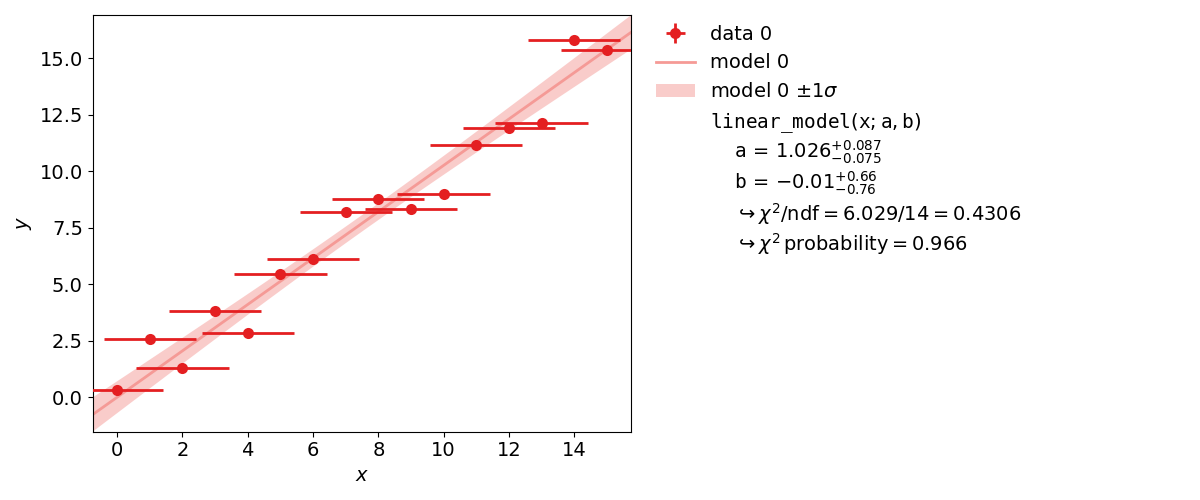 15.0
12.5
10.0
7.5
5.0
2.5
0.0
0 2 4 6 8 10 12 14
x
y
data 0
model 0
model 0 ±1σ
linear_model(x; a, b)
a = 1.026 +0.087 −0.075
b = −0.01 +0.66 −0.76
↪ χ²/ndf = 6.029/14 = 0.4306
↪ χ² probability = 0.966